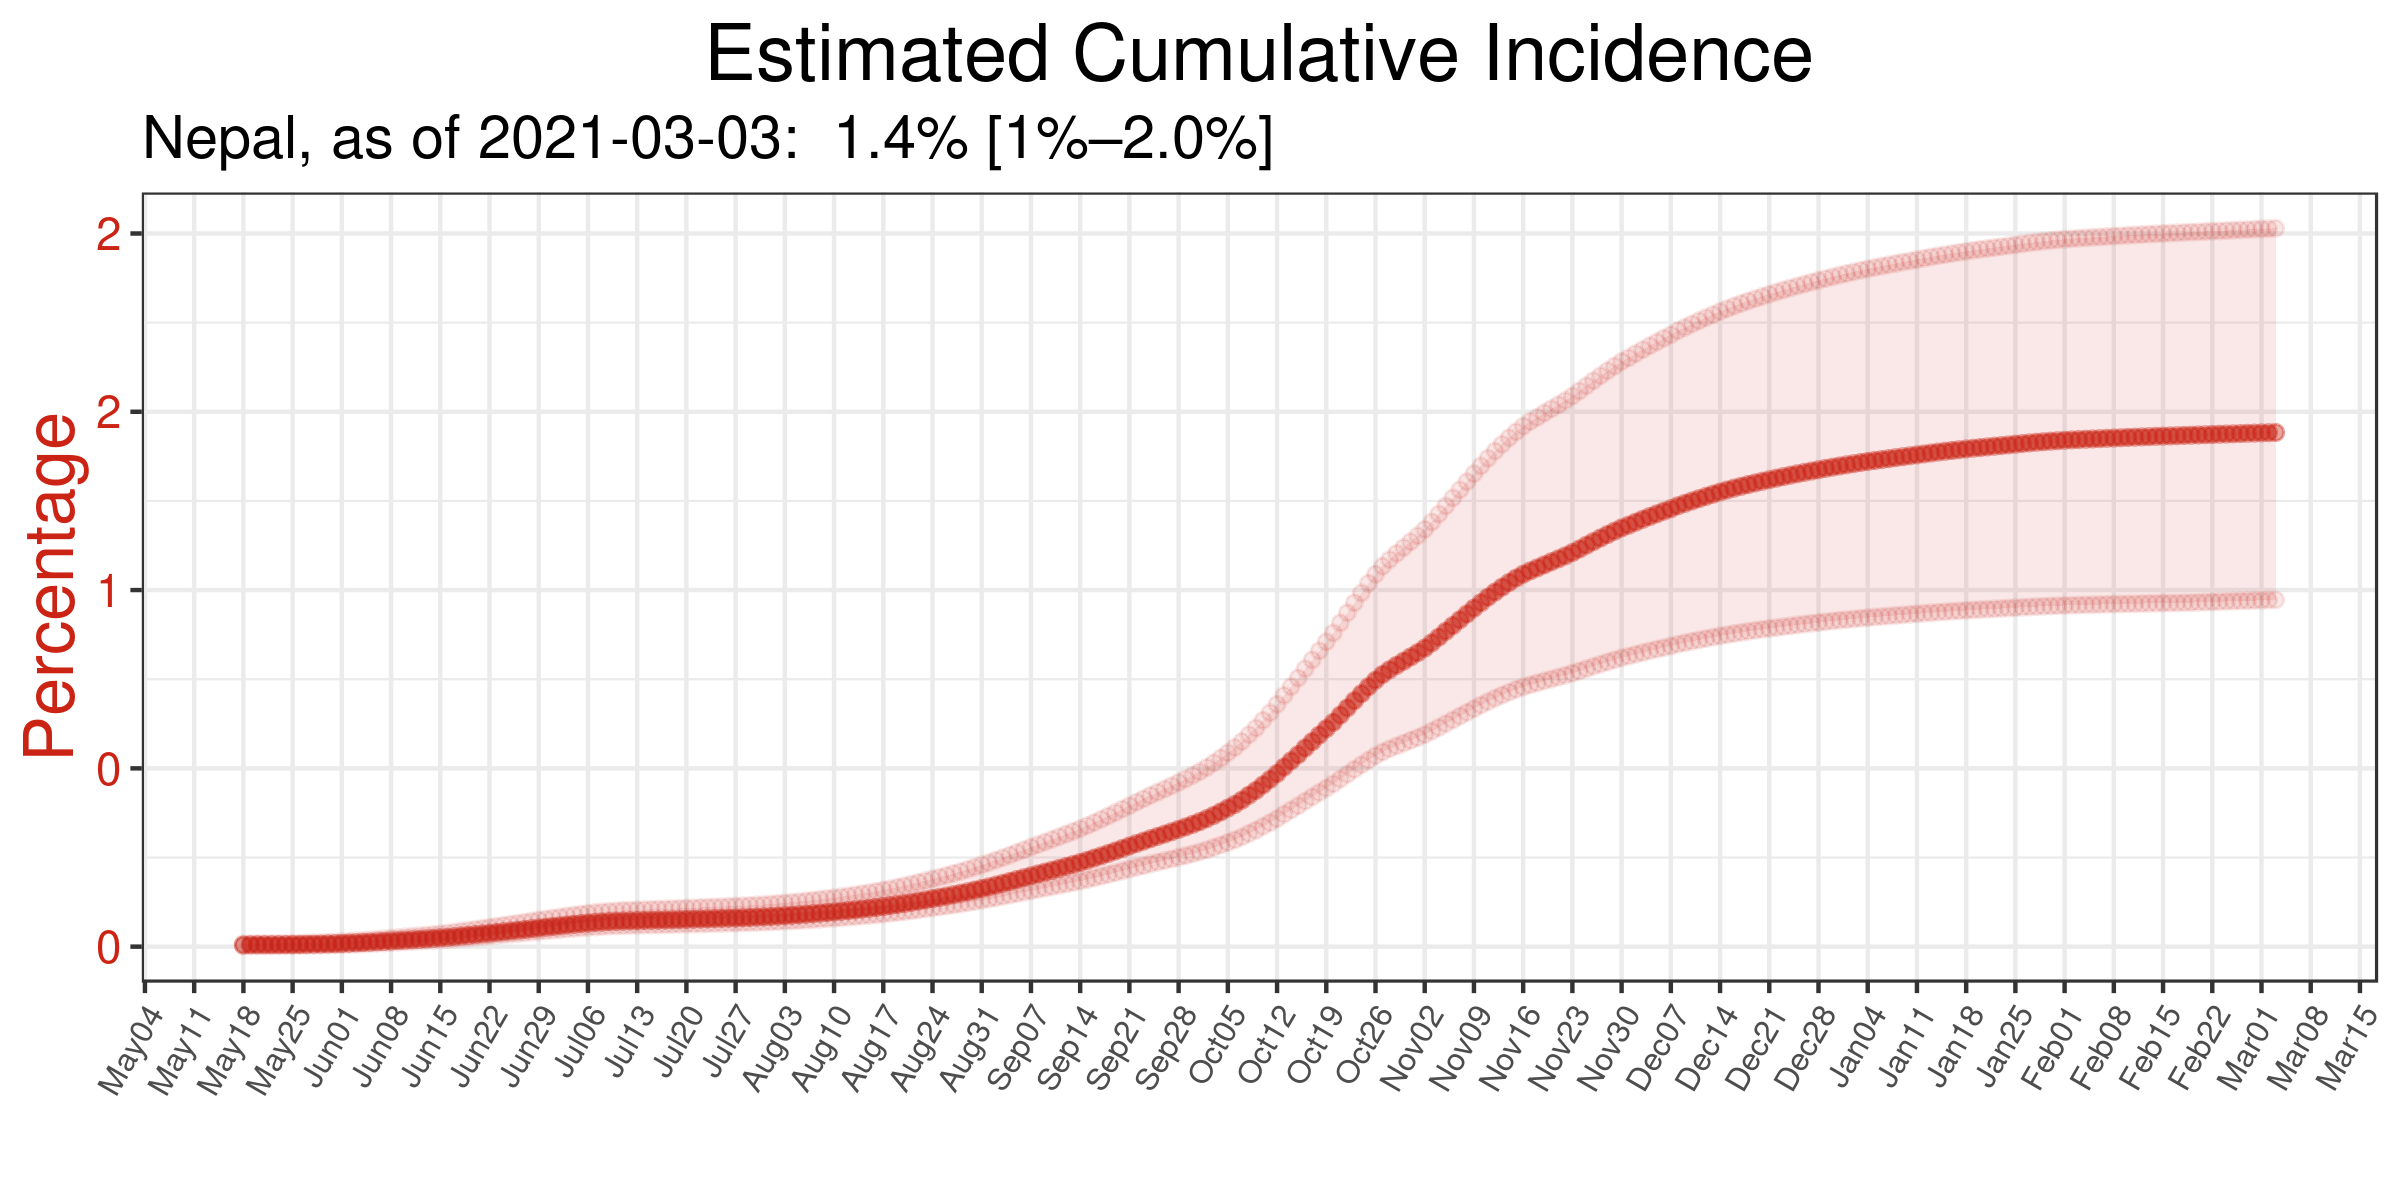 Estimated Cumulative Incidence
Nepal, as of 2021-03-03:  1.4% [1%–2.0%]
Percentage
2
2
1
0
0
May04 May11 May18 May25 Jun01 Jun08 Jun15 Jun22 Jun29 Jul06 Jul13 Jul20 Jul27 Aug03 Aug10 Aug17 Aug24 Aug31 Sep07 Sep14 Sep21 Sep28 Oct05 Oct12 Oct19 Oct26 Nov02 Nov09 Nov16 Nov23 Nov30 Dec07 Dec14 Dec21 Dec28 Jan04 Jan11 Jan18 Jan25 Feb01 Feb08 Feb15 Feb22 Mar01 Mar08 Mar15